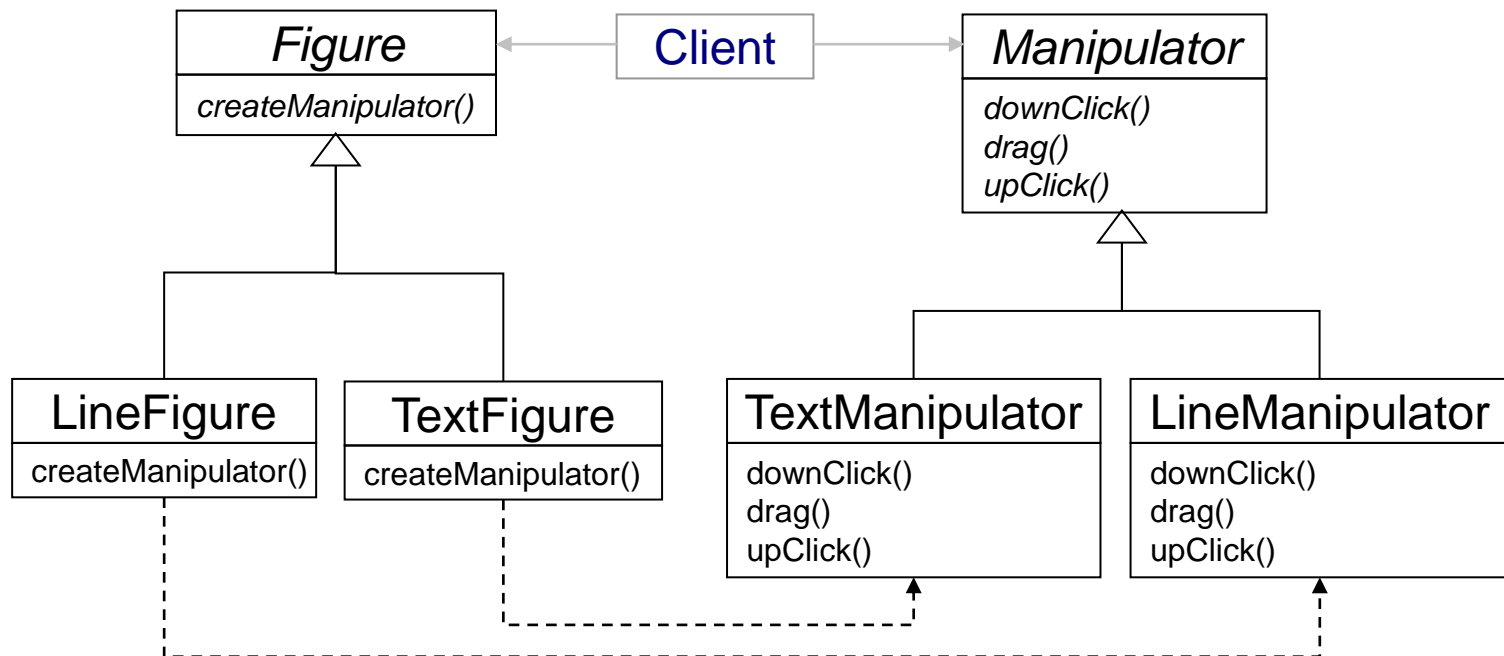 Figure
createManipulator()
Client
Manipulator
downClick()
drag()
upClick()
LineFigure
createManipulator()
TextFigure
createManipulator()
TextManipulator
downClick()
drag()
upClick()
LineManipulator
downClick()
drag()
upClick()